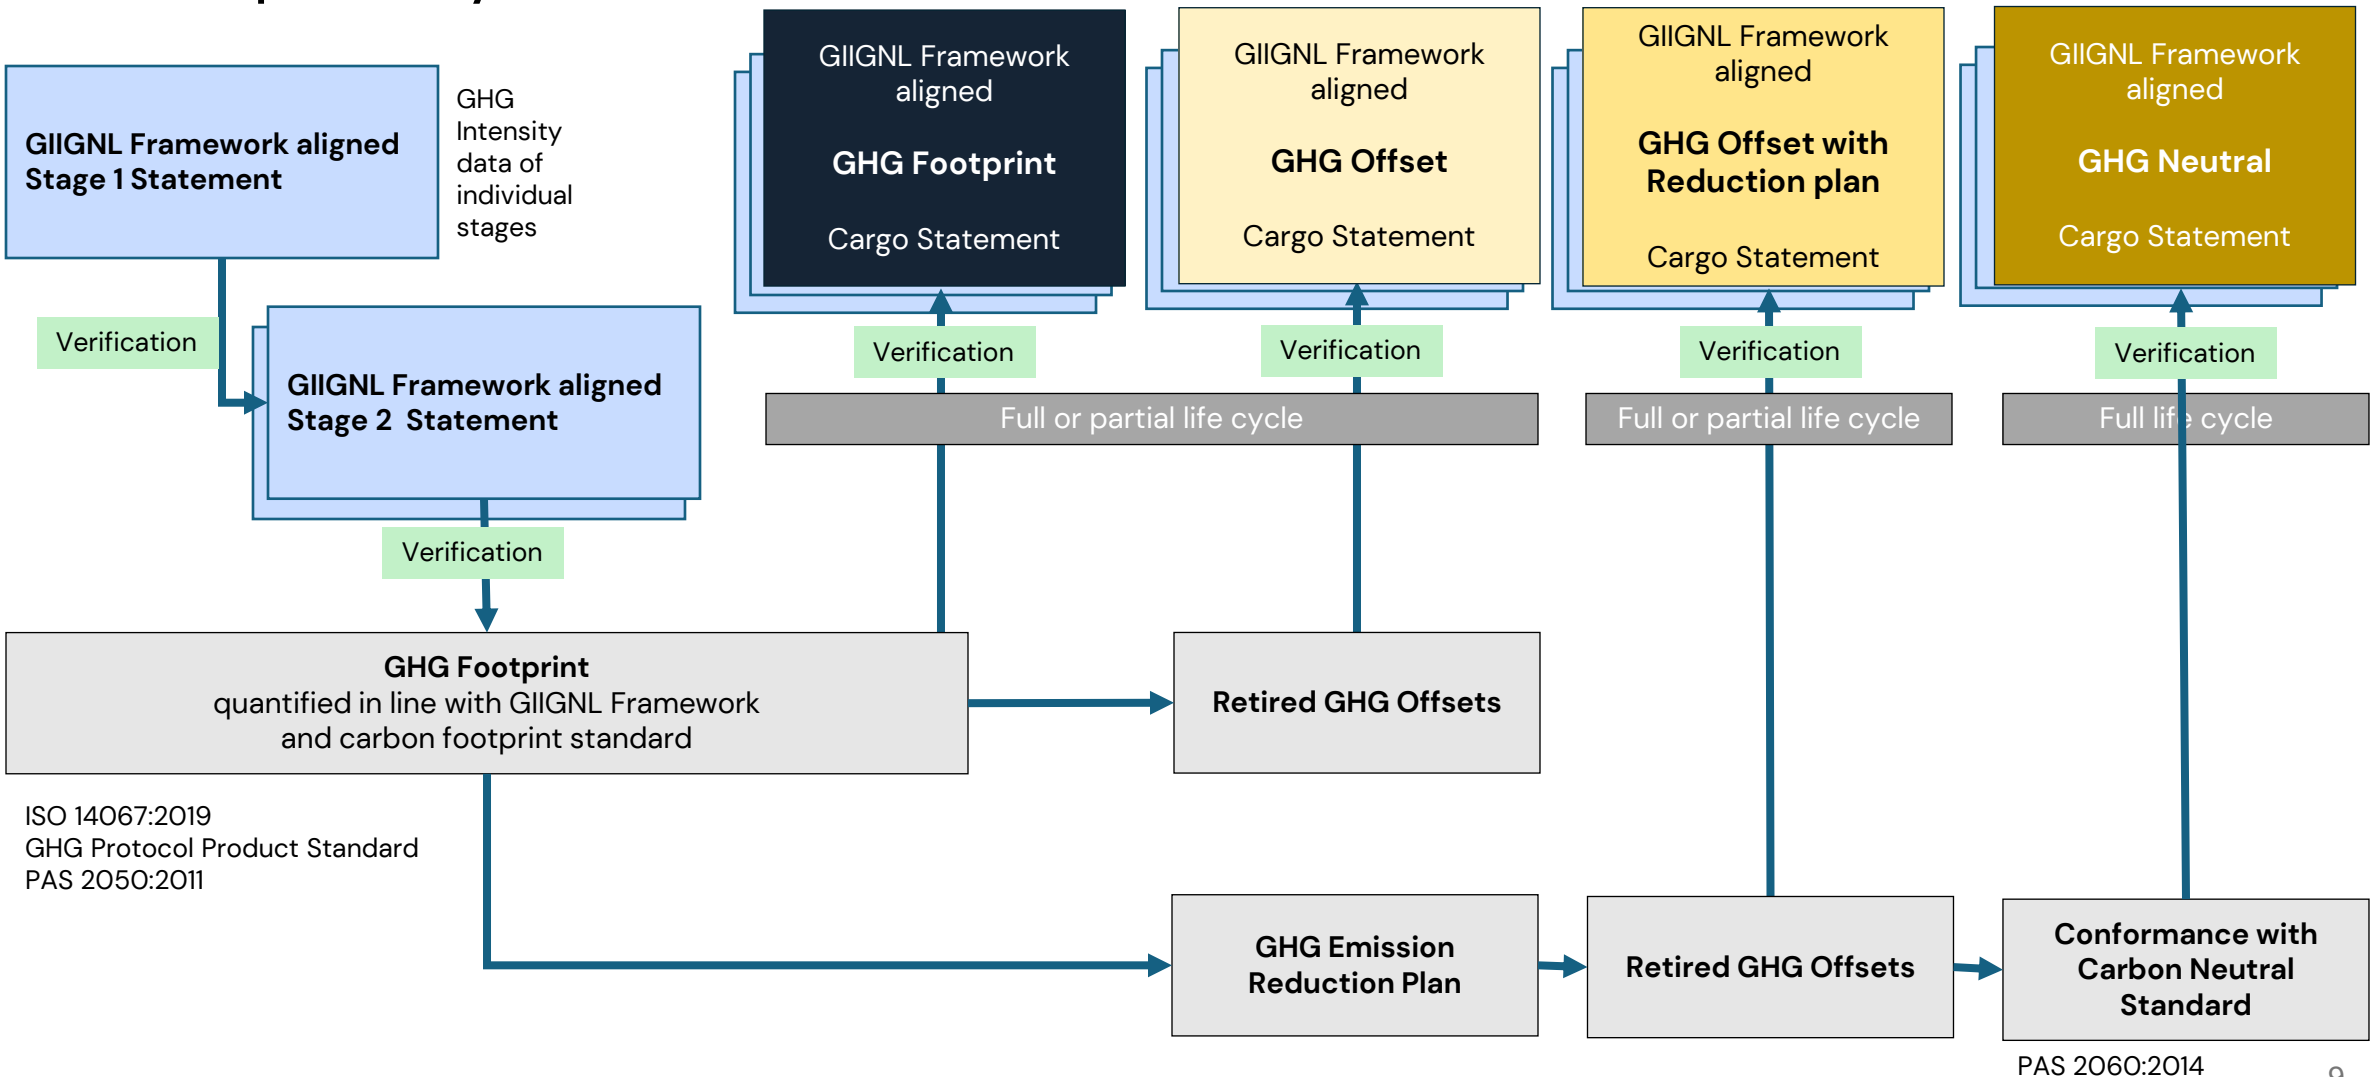 GIIGNL Framework aligned
Stage 1 Statement
GHG
Intensity
data of
individual
stages
Verification
GIIGNL Framework aligned
Stage 2 Statement
Verification
GIIGNL Framework
aligned
GHG Footprint
Cargo Statement
GIIGNL Framework
aligned
GHG Offset
Cargo Statement
GIIGNL Framework
aligned
GHG Offset with
Reduction plan
Cargo Statement
GIIGNL Framework
aligned
GHG Neutral
Cargo Statement
Verification
Verification
Verification
Verification
Full or partial life cycle
Full or partial life cycle
Full life cycle
GHG Footprint
quantified in line with GIIGNL Framework
and carbon footprint standard
Retired GHG Offsets
ISO 14067:2019
GHG Protocol Product Standard
PAS 2050:2011
GHG Emission
Reduction Plan
Retired GHG Offsets
Conformance with
Carbon Neutral
Standard
PAS 2060:2014